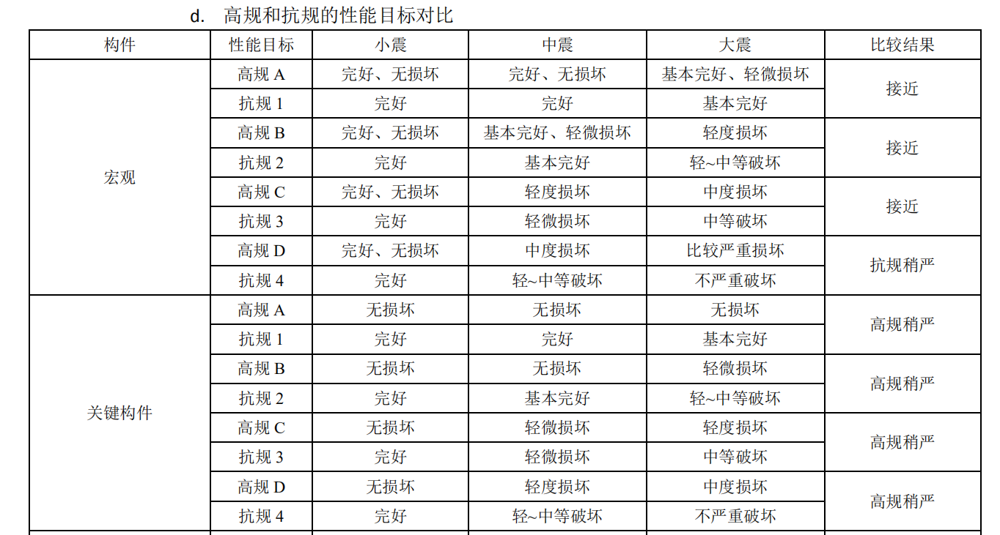 d. 高规和抗规的性能目标对比
构件 性能目标 小震 中震 大震 比较结果
宏观 高规 A 完好、无损坏 完好、无损坏 基本完好、轻微损坏 接近
抗规 1 完好 完好 基本完好
高规 B 完好、无损坏 基本完好、轻微损坏 轻度损坏 接近
抗规 2 完好 基本完好 轻~中等破坏
高规 C 完好、无损坏 轻度损坏 中度损坏 接近
抗规 3 完好 轻微损坏 中等破坏
高规 D 完好、无损坏 中度损坏 比较严重损坏 抗规稍严
抗规 4 完好 轻~中等破坏 不严重破坏
关键构件 高规 A 无损坏 无损坏 无损坏 高规稍严
抗规 1 完好 完好 基本完好
高规 B 无损坏 无损坏 轻微损坏 高规稍严
抗规 2 完好 基本完好 轻~中等破坏
高规 C 无损坏 轻微损坏 轻度损坏 高规稍严
抗规 3 完好 轻微损坏 中等破坏
高规 D 无损坏 轻度损坏 中度损坏 高规稍严
抗规 4 完好 轻~中等破坏 不严重破坏